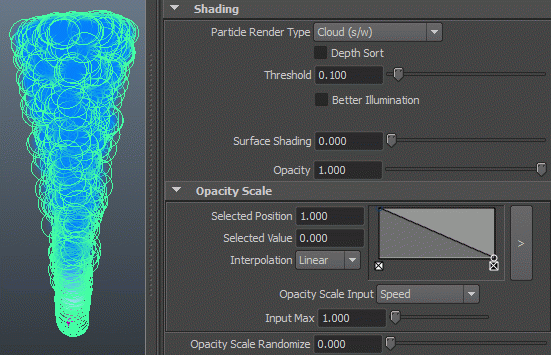 Shading
Particle Render Type Cloud (s/w)
Depth Sort
Threshold 0.100
Better Illumination
Surface Shading 0.000
Opacity 1.000
Opacity Scale
Selected Position 1.000
Selected Value 0.000
Interpolation Linear
>
Opacity Scale Input Speed
Input Max 1.000
Opacity Scale Randomize 0.000